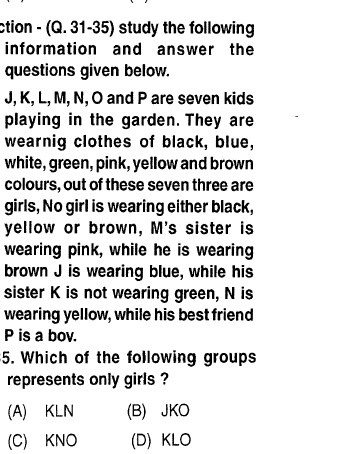 ction - (Q. 31-35) study the following
information and answer the
questions given below.
J, K, L, M, N, O and P are seven kids
playing in the garden. They are
wearnig clothes of black, blue,
white, green, pink, yellow and brown
colours, out of these seven three are
girls, No girl is wearing either black,
yellow or brown, M's sister is
wearing pink, while he is wearing
brown J is wearing blue, while his
sister K is not wearing green, N is
wearing yellow, while his best friend
P is a boy.
5. Which of the following groups
represents only girls ?
(A) KLN (B) JKO
(C) KNO (D) KLO